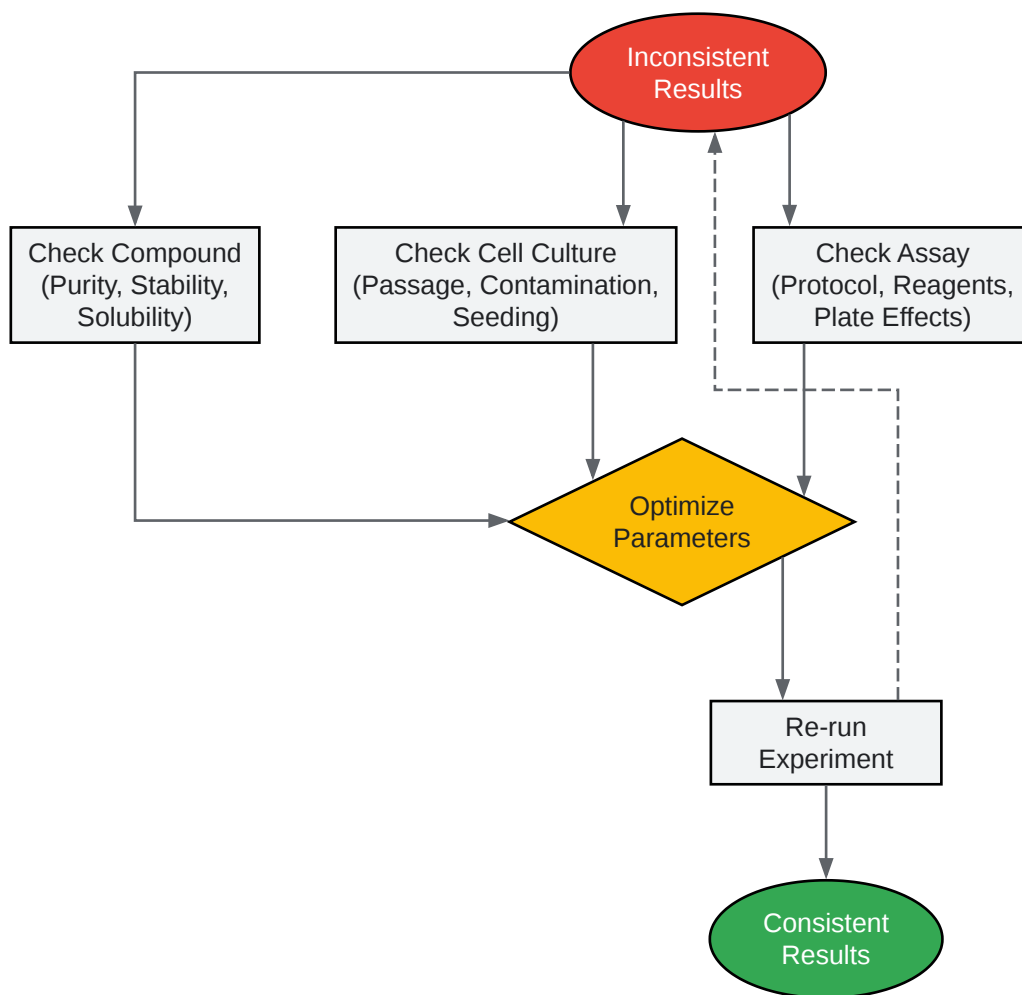 Inconsistent
Results
Check Compound
(Purity, Stability,
Solubility)
Check Cell Culture
(Passage, Contamination,
Seeding)
Check Assay
(Protocol, Reagents,
Plate Effects)
Optimize
Parameters
Re-run
Experiment
Consistent
Results